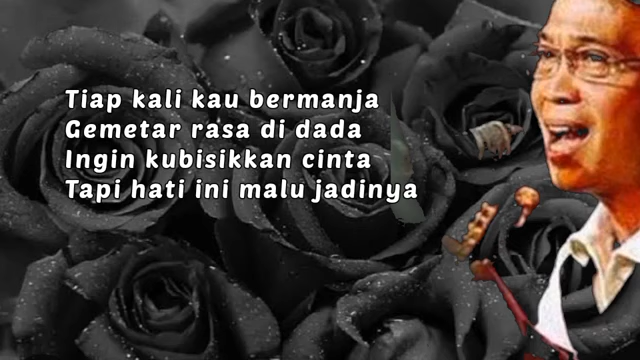 Tiap kali kau bermanja
Gemetar rasa di dada
Ingin kubisikkan cinta
Tapi hati ini malu jadinya